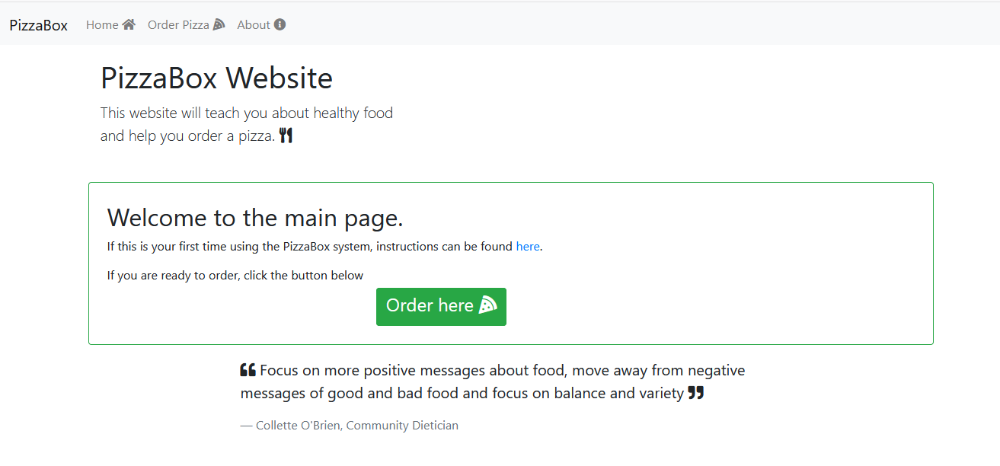 PizzaBox Home Order Pizza About
PizzaBox Website
This website will teach you about healthy food
and help you order a pizza.
Welcome to the main page.
If this is your first time using the PizzaBox system, instructions can be found here.
If you are ready to order, click the button below
Order here
“ Focus on more positive messages about food, move away from negative
messages of good and bad food and focus on balance and variety ”
— Collette O'Brien, Community Dietician